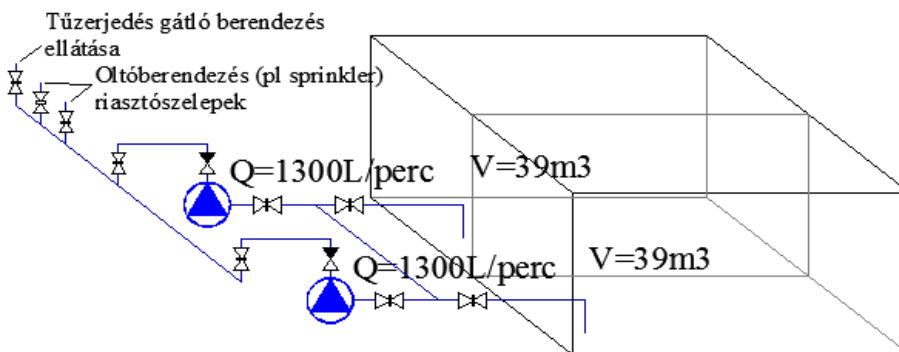 Tűzerjedés gátló berendezés
ellátása
Oltóberendezés (pl sprinkler)
riasztószelepek
Q=1300L/perc
V=39m3
Q=1300L/perc
V=39m3